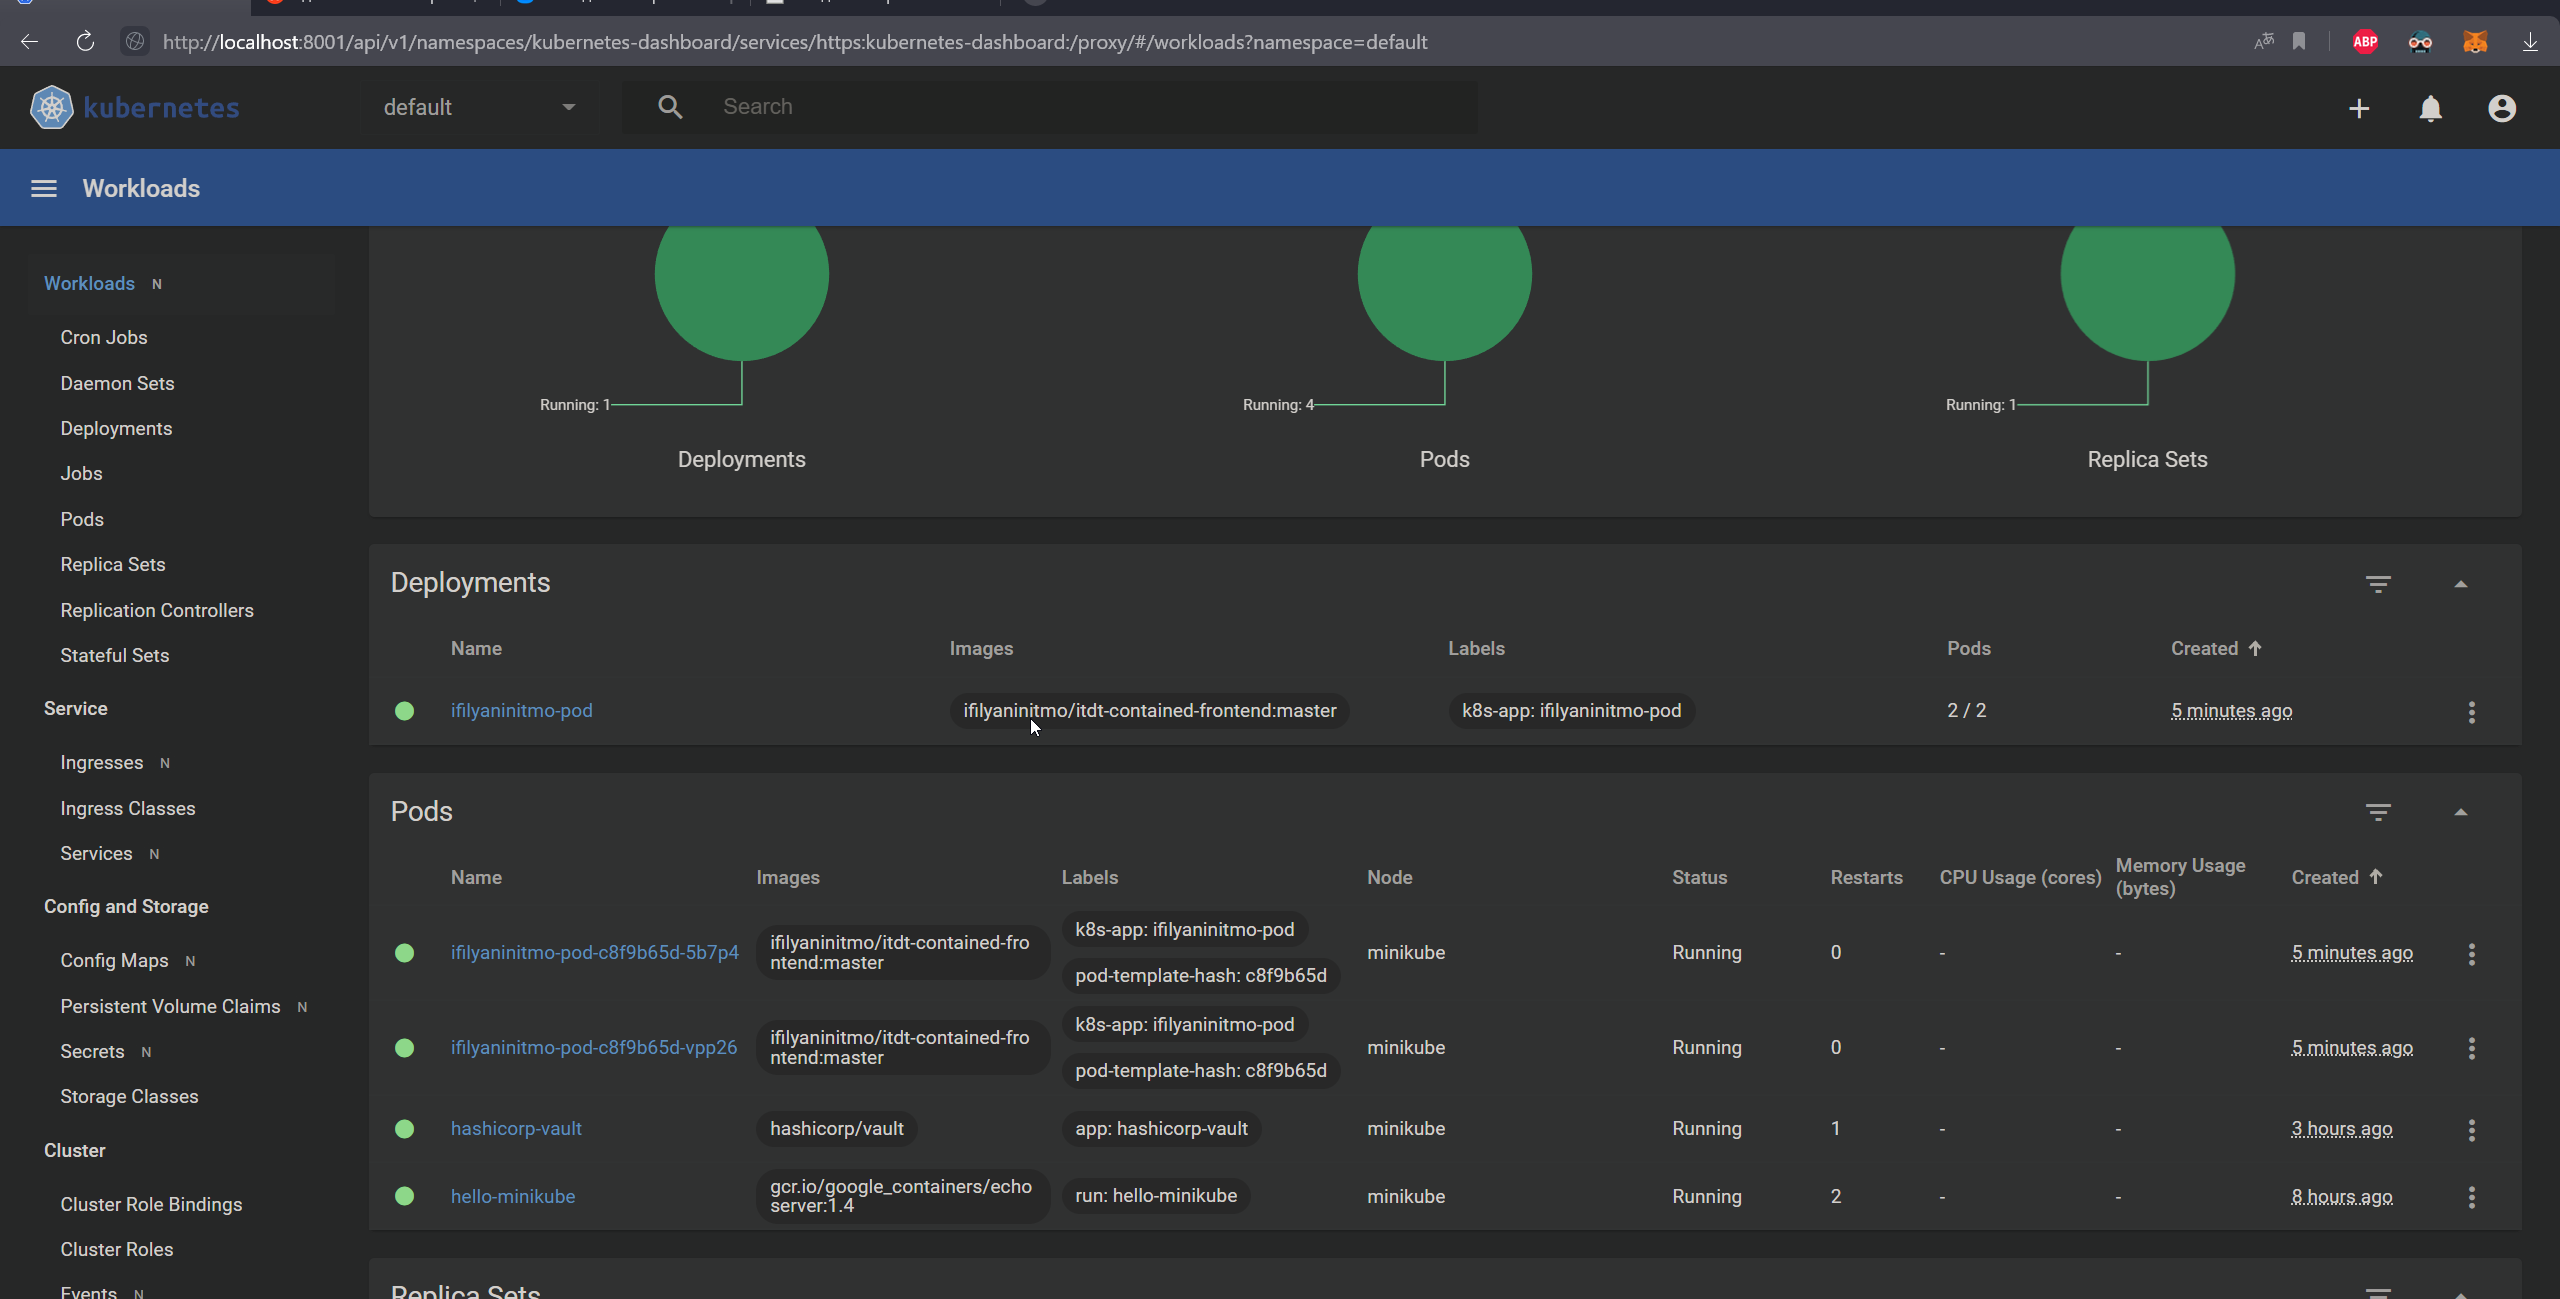 http://localhost:8001/api/v1/namespaces/kubernetes-dashboard/services/https:kubernetes-dashboard:/proxy/#/workloads?namespace=default
ABP
kubernetes
default
Search
Workloads
Workloads N
Cron Jobs
Daemon Sets
Deployments
Jobs
Pods
Replica Sets
Replication Controllers
Stateful Sets
Service
Ingresses N
Ingress Classes
Services N
Config and Storage
Config Maps N
Persistent Volume Claims N
Secrets N
Storage Classes
Cluster
Cluster Role Bindings
Cluster Roles
Events N
Running: 1
Deployments
Running: 4
Pods
Running: 1
Replica Sets
Deployments
Name Images Labels Pods Created
ifilyaninitmo-pod ifilyaninitmo/itdt-contained-frontend:master k8s-app: ifilyaninitmo-pod 2 / 2 5 minutes ago
Pods
Name Images Labels Node Status Restarts CPU Usage (cores) Memory Usage (bytes) Created
ifilyaninitmo-pod-c8f9b65d-5b7p4 ifilyaninitmo/itdt-contained-fro
ntend:master k8s-app: ifilyaninitmo-pod
pod-template-hash: c8f9b65d minikube Running 0 - - 5 minutes ago
ifilyaninitmo-pod-c8f9b65d-vpp26 ifilyaninitmo/itdt-contained-fro
ntend:master k8s-app: ifilyaninitmo-pod
pod-template-hash: c8f9b65d minikube Running 0 - - 5 minutes ago
hashicorp-vault hashicorp/vault app: hashicorp-vault minikube Running 1 - - 3 hours ago
hello-minikube gcr.io/google_containers/echo
server:1.4 run: hello-minikube minikube Running 2 - - 8 hours ago
Replica Sets